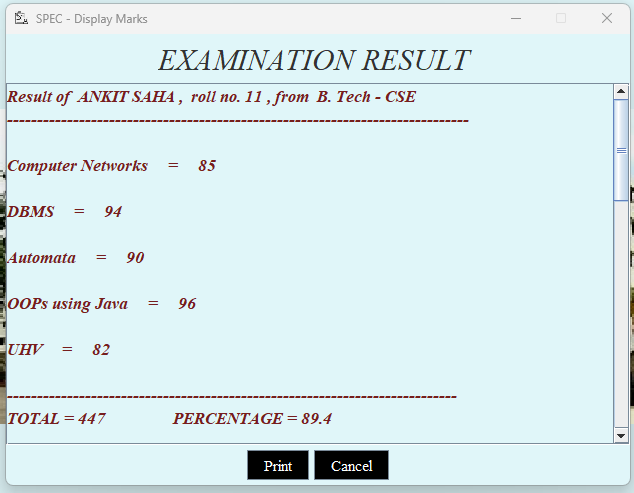 SPEC - Display Marks
EXAMINATION RESULT
Result of ANKIT SAHA , roll no. 11 , from B. Tech - CSE
-----------------------------------------------------------------------------
Computer Networks = 85
DBMS = 94
Automata = 90
OOPs using Java = 96
UHV = 82
---------------------------------------------------------------------------
TOTAL = 447 PERCENTAGE = 89.4
Print Cancel